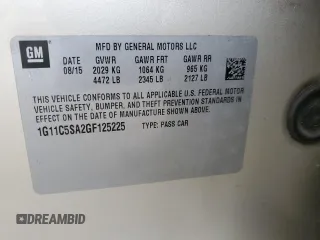 GM
MFD BY GENERAL MOTORS LLC
DATE GVWR GAWR FRT GAWR RR
08/15 2029 KG 1064 KG 965 KG
4472 LB 2345 LB 2127 LB
THIS VEHICLE CONFORMS TO ALL APPLICABLE U.S. FEDERAL MOTOR
VEHICLE SAFETY, BUMPER, AND THEFT PREVENTION STANDARDS IN
EFFECT ON THE DATE OF MANUFACTURE SHOWN ABOVE.
1G11C5SA2GF125225 TYPE: PASS CAR
DREAMBID